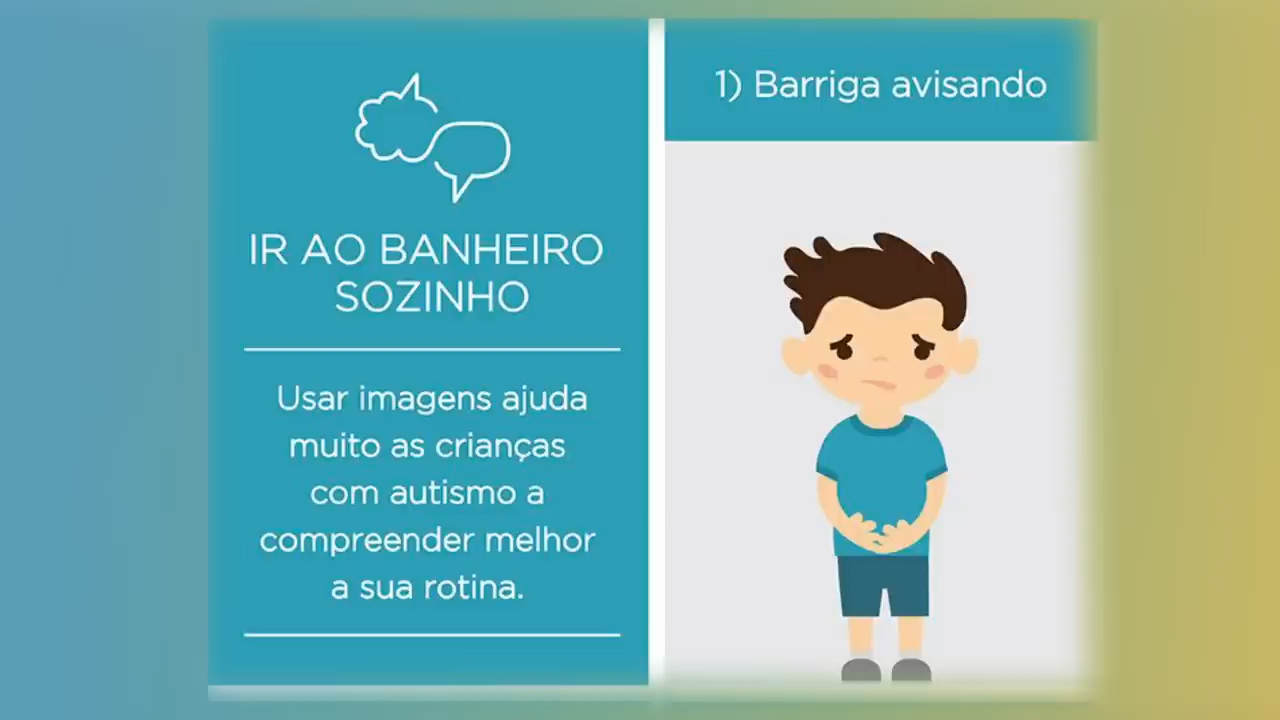 IR AO BANHEIRO
SOZINHO
Usar imagens ajuda
muito as crianças
com autismo a
compreender melhor
a sua rotina.
1) Barriga avisando